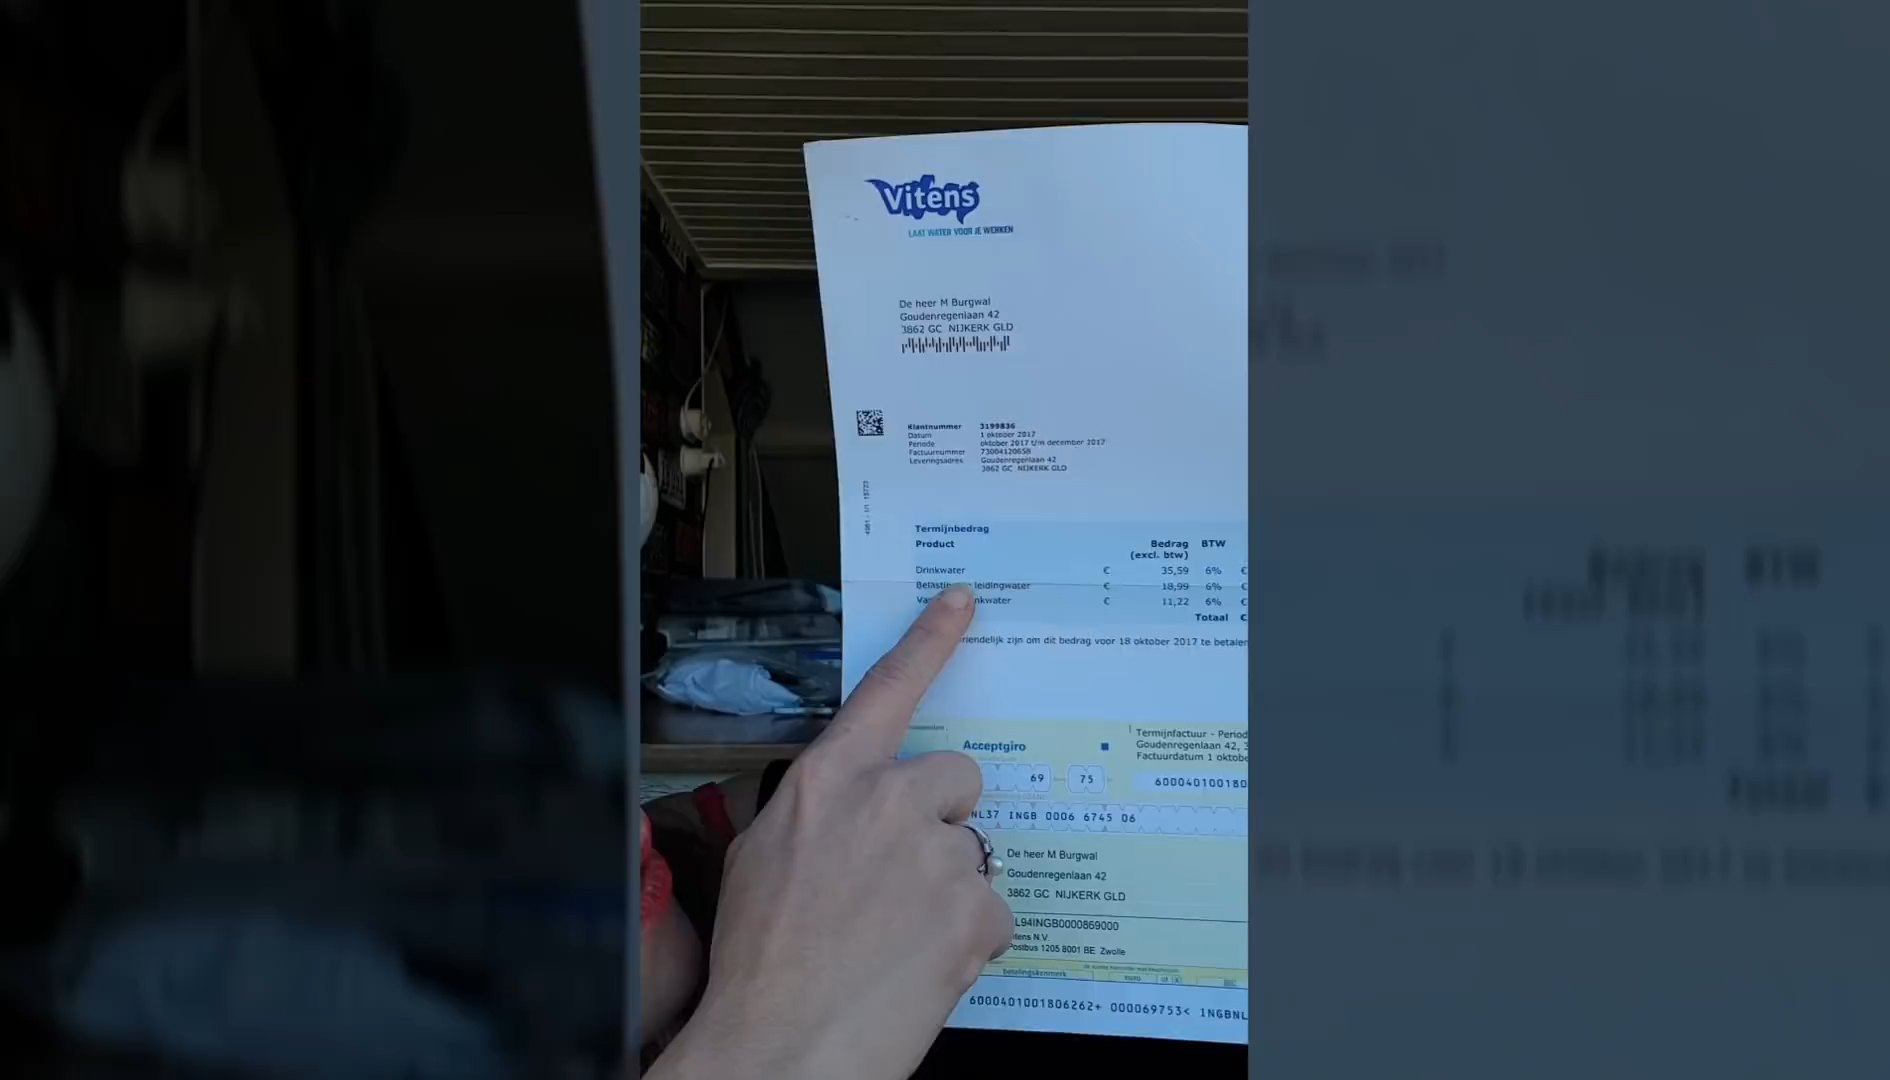 Vitens
LAAT WATER VOOR JE WERKEN
De heer M Burgwal
Goudenregenlaan 42
3862 GC NIJKERK GLD
Klantnummer 3199836
Datum 1 oktober 2017
Periode oktober 2017 t/m december 2017
Factuurnummer 73004120658
Leveringsadres Goudenregenlaan 42
3862 GC NIJKERK GLD
Termijnbedrag
Product Bedrag BTW
(excl. btw)
Drinkwater € 35,59 6% €
leidingwater € 18,99 6% €
€ 11,22 6% €
Totaal €
zijn om dit bedrag voor 18 oktober 2017 te betalen
Termijnfactuur - Period
Acceptgiro Goudenregenlaan 42, 3
Factuurdatum 1 oktobe
69 75 600040100180
NL37 INGB 0006 6745 06
De heer M Burgwal
Goudenregenlaan 42
3862 GC NIJKERK GLD
L94INGB0000869000
itens N.V.
Postbus 1205 8001 BE Zwolle
betalingskenmerk
6000401001806262+ 000069753< 1NGBNL